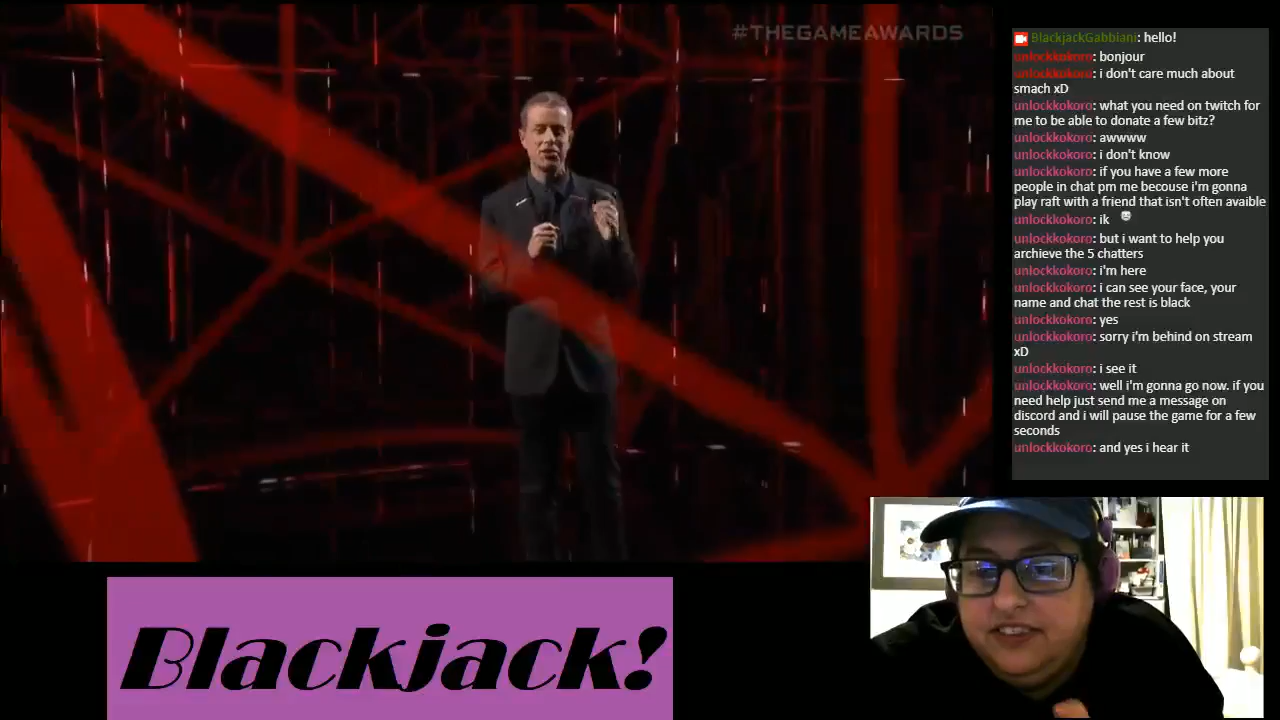 #THEGAMEAWARDS
BlackjackGabbiani: hello!
unlockkokoro: bonjour
unlockkokoro: i don't care much about
smach xD
unlockkokoro: what you need on twitch for
me to be able to donate a few bitz?
unlockkokoro: awwww
unlockkokoro: i don't know
unlockkokoro: if you have a few more
people in chat pm me becouse i'm gonna
play raft with a friend that isn't often avaible
unlockkokoro: ik
unlockkokoro: but i want to help you
archieve the 5 chatters
unlockkokoro: i'm here
unlockkokoro: i can see your face, your
name and chat the rest is black
unlockkokoro: yes
unlockkokoro: sorry i'm behind on stream
xD
unlockkokoro: i see it
unlockkokoro: well i'm gonna go now. if you
need help just send me a message on
discord and i will pause the game for a few
seconds
unlockkokoro: and yes i hear it
Blackjack!